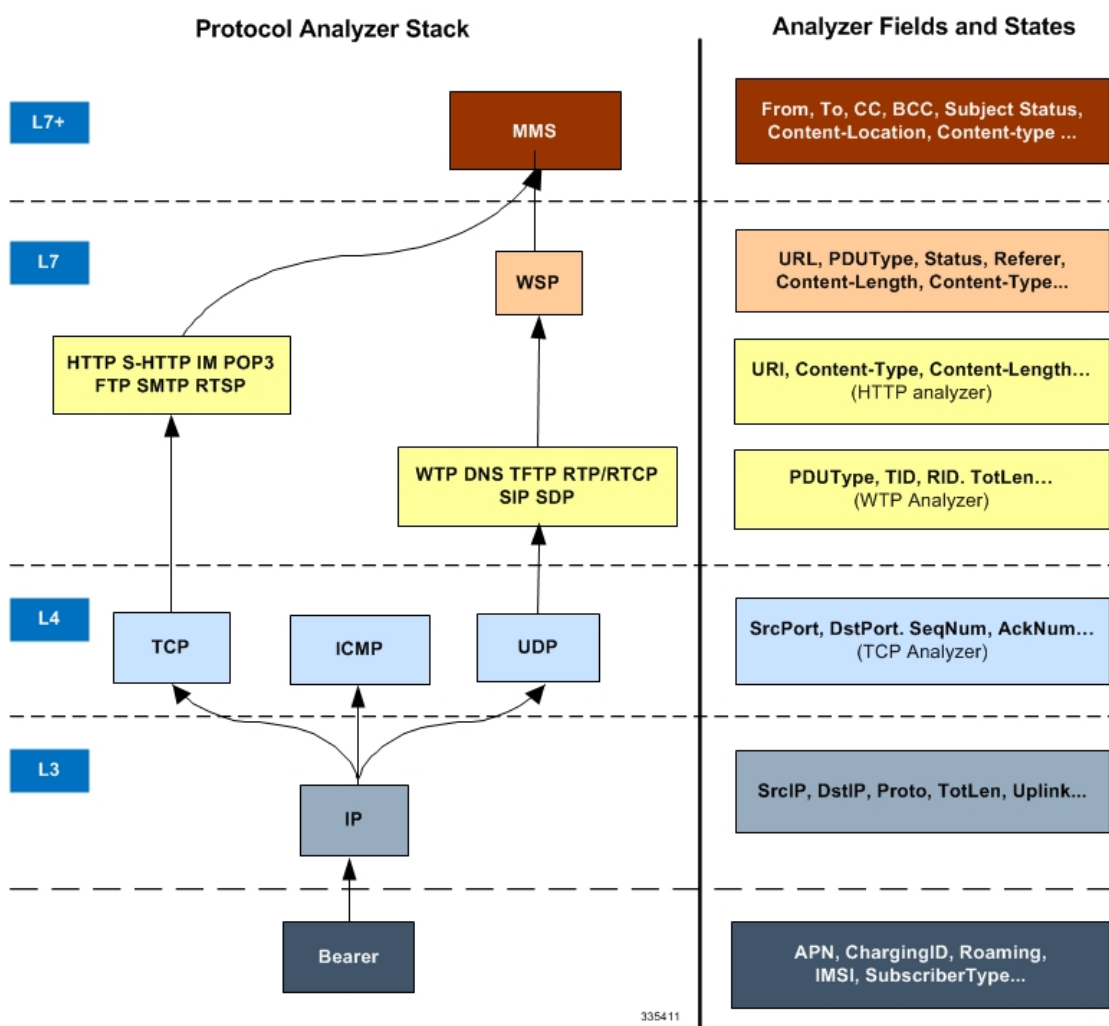 Protocol Analyzer Stack
Analyzer Fields and States
L7+
MMS
From, To, CC, BCC, Subject Status,
Content-Location, Content-type ...
L7
WSP
URL, PDUType, Status, Referer,
Content-Length, Content-Type...
HTTP S-HTTP IM POP3
FTP SMTP RTSP
URI, Content-Type, Content-Length...
(HTTP analyzer)
WTP DNS TFTP RTP/RTCP
SIP SDP
PDUType, TID, RID. TotLen...
(WTP Analyzer)
L4
TCP
ICMP
UDP
SrcPort, DstPort. SeqNum, AckNum...
(TCP Analyzer)
L3
IP
SrcIP, DstIP, Proto, TotLen, Uplink...
Bearer
APN, ChargingID, Roaming,
IMSI, SubscriberType...
335411